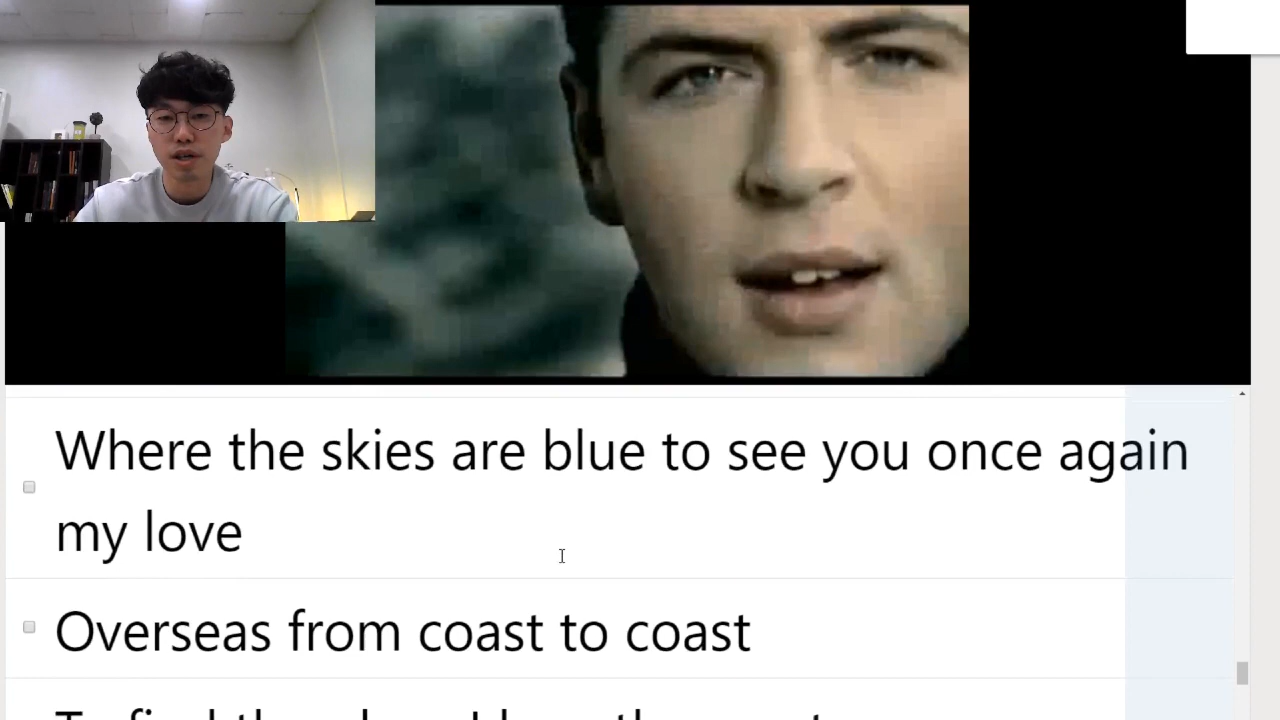 Where the skies are blue to see you once again
my love
Overseas from coast to coast